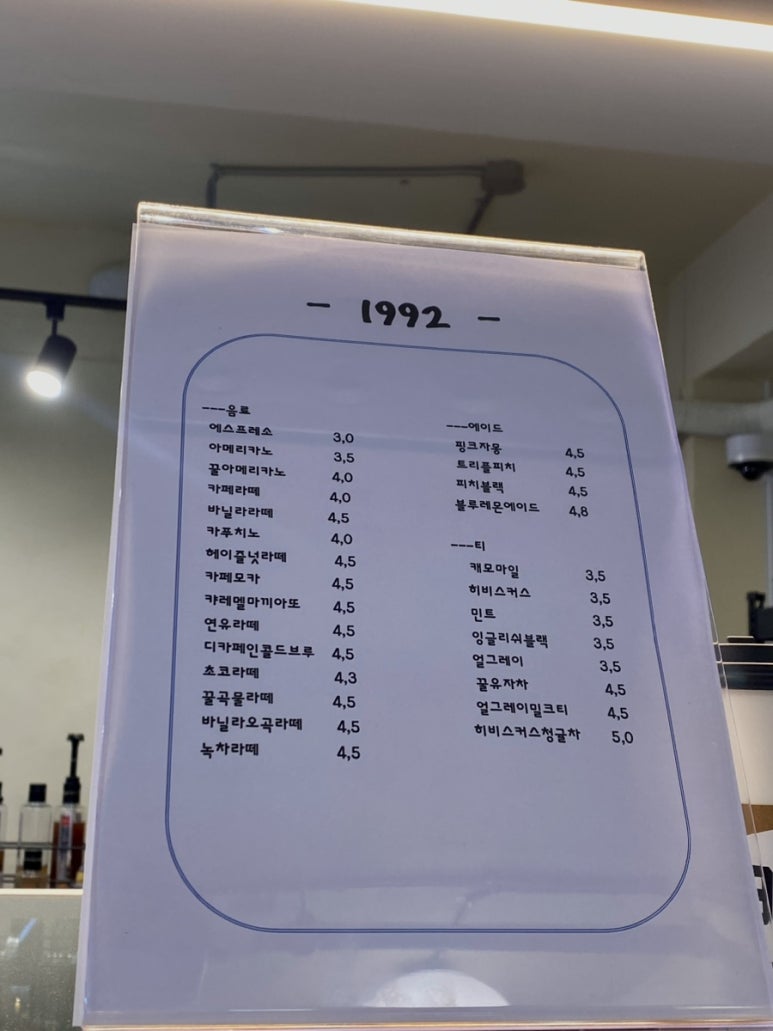 - 1992 -
---음료
에스프레소 3,0
아메리카노 3,5
꿀아메리카노 4,0
카페라떼 4,0
바닐라라떼 4,5
카푸치노 4,0
헤이즐넛라떼 4,5
카페모카 4,5
캬레멜마끼아또 4,5
연유라떼 4,5
디카페인콜드브루 4,5
초코라떼 4,3
꿀곡물라떼 4,5
바닐라오곡라떼 4,5
녹차라떼 4,5
---에이드
핑크자몽 4,5
트리플피치 4,5
피치블랙 4,5
블루레몬에이드 4,8
---티
캐모마일 3,5
히비스커스 3,5
민트 3,5
잉글리쉬블랙 3,5
얼그레이 3,5
꿀유자차 4,5
얼그레이밀크티 4,5
히비스커스청귤차 5,0